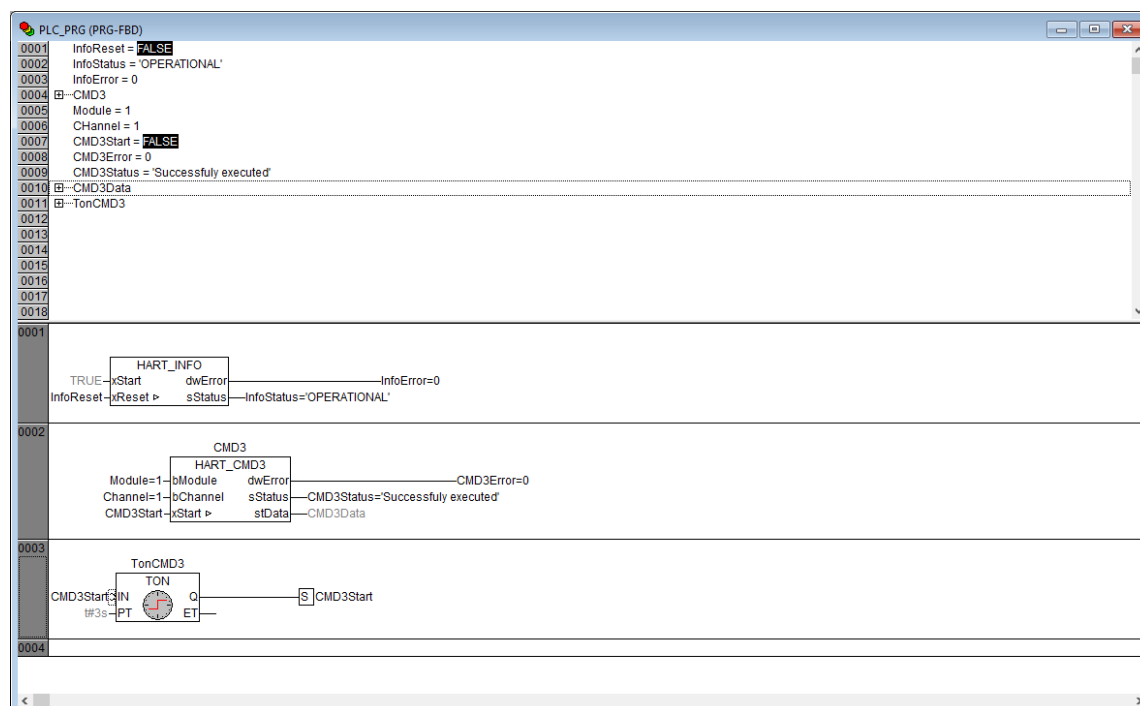 PLC_PRG (PRG-FBD)
0001 InfoReset = FALSE
0002 InfoStatus = 'OPERATIONAL'
0003 InfoError = 0
0004 CMD3
0005 Module = 1
0006 CHannel = 1
0007 CMD3Start = FALSE
0008 CMD3Error = 0
0009 CMD3Status = 'Successfuly executed'
0010 CMD3Data
0011 TonCMD3
0012
0013
0014
0015
0016
0017
0018
0001
HART_INFO
TRUE xStart dwError InfoError=0
InfoReset xReset sStatus InfoStatus='OPERATIONAL'
0002
CMD3
HART_CMD3
Module=1 bModule dwError CMD3Error=0
Channel=1 bChannel sStatus CMD3Status='Successfuly executed'
CMD3Start xStart stData CMD3Data
0003
TonCMD3
TON
CMD3Start IN Q S CMD3Start
t#3s PT ET
0004